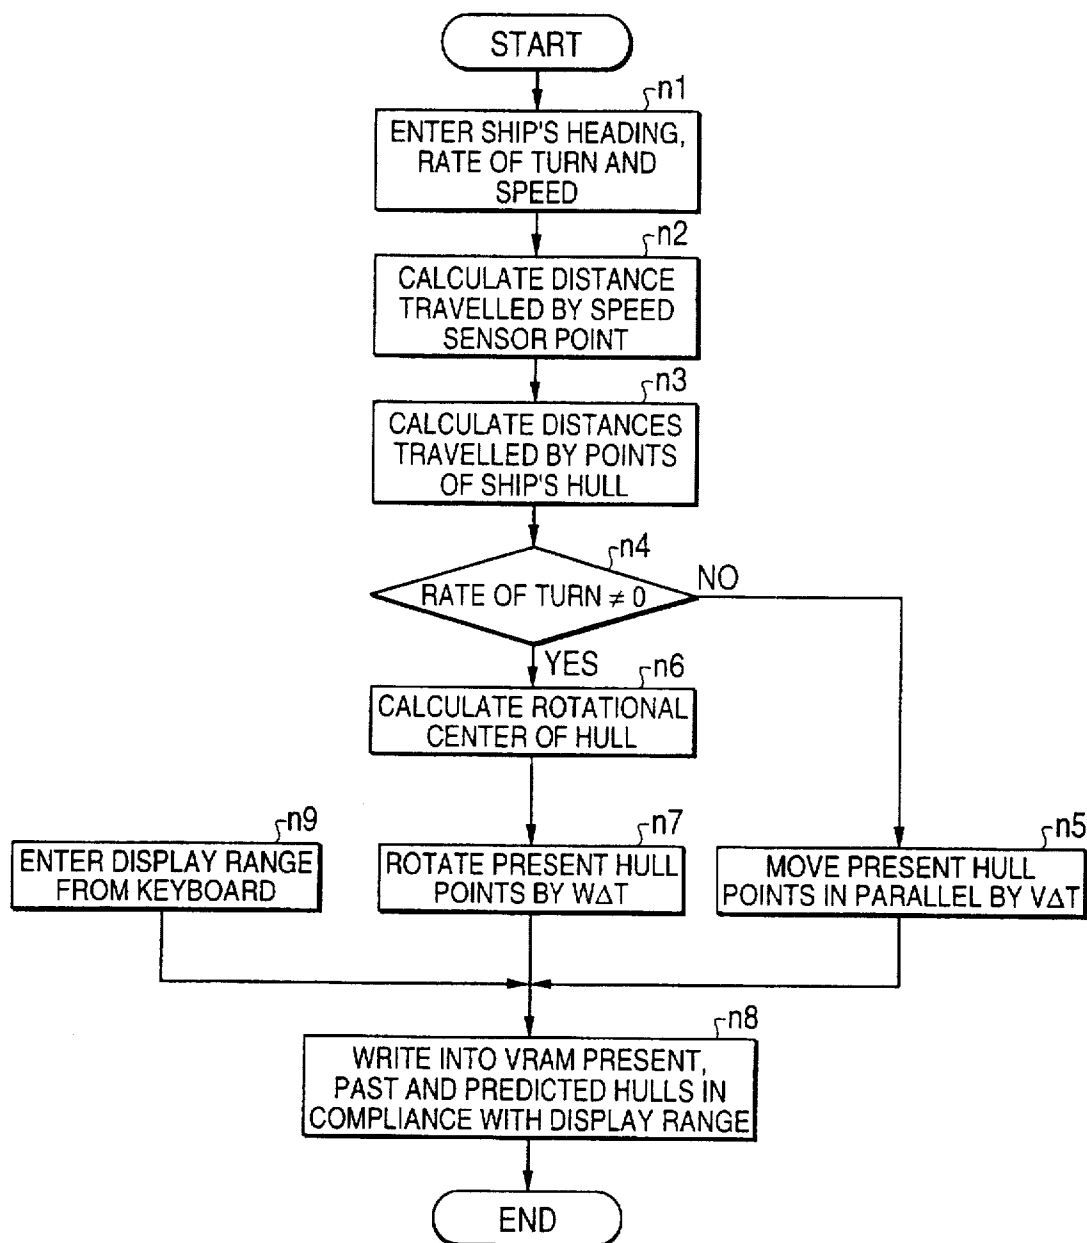 START
n1
ENTER SHIP'S HEADING,
RATE OF TURN AND
SPEED
n2
CALCULATE DISTANCE
TRAVELLED BY SPEED
SENSOR POINT
n3
CALCULATE DISTANCES
TRAVELLED BY POINTS
OF SHIP'S HULL
n4
RATE OF TURN ≠ 0
NO
YES
n6
CALCULATE ROTATIONAL
CENTER OF HULL
n9
ENTER DISPLAY RANGE
FROM KEYBOARD
n7
ROTATE PRESENT HULL
POINTS BY WΔT
n5
MOVE PRESENT HULL
POINTS IN PARALLEL BY VΔT
n8
WRITE INTO VRAM PRESENT,
PAST AND PREDICTED HULLS IN
COMPLIANCE WITH DISPLAY RANGE
END